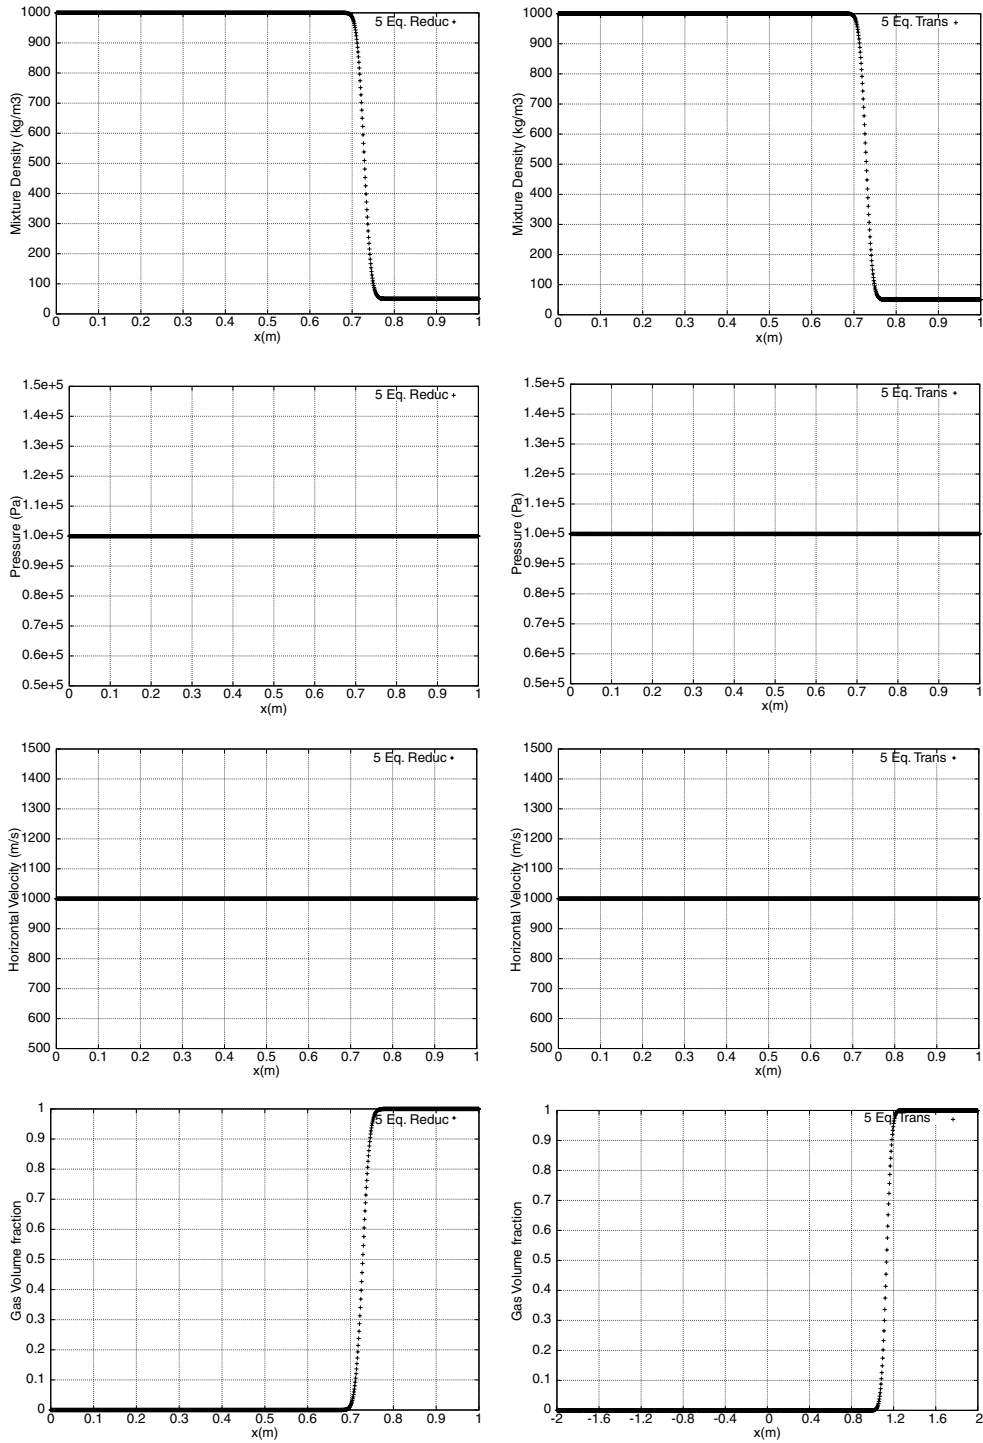 1000
900
800
700
600
500
400
300
200
100
0
Mixture Density (kg/m3)
5 Eq. Reduc
0 0.1 0.2 0.3 0.4 0.5 0.6 0.7 0.8 0.9 1
x(m)
1000
900
800
700
600
500
400
300
200
100
0
Mixture Density (kg/m3)
5 Eq. Trans
0 0.1 0.2 0.3 0.4 0.5 0.6 0.7 0.8 0.9 1
x(m)
1.5e+5
1.4e+5
1.3e+5
1.2e+5
1.1e+5
1.0e+5
0.9e+5
0.8e+5
0.7e+5
0.6e+5
0.5e+5
Pressure (Pa)
5 Eq. Reduc
0 0.1 0.2 0.3 0.4 0.5 0.6 0.7 0.8 0.9 1
x(m)
1.5e+5
1.4e+5
1.3e+5
1.2e+5
1.1e+5
1.0e+5
0.9e+5
0.8e+5
0.7e+5
0.6e+5
0.5e+5
Pressure (Pa)
5 Eq. Trans
0 0.1 0.2 0.3 0.4 0.5 0.6 0.7 0.8 0.9 1
x(m)
1500
1400
1300
1200
1100
1000
900
800
700
600
500
Horizontal Velocity (m/s)
5 Eq. Reduc
0 0.1 0.2 0.3 0.4 0.5 0.6 0.7 0.8 0.9 1
x(m)
1500
1400
1300
1200
1100
1000
900
800
700
600
500
Horizontal Velocity (m/s)
5 Eq. Trans
0 0.1 0.2 0.3 0.4 0.5 0.6 0.7 0.8 0.9 1
x(m)
1
0.9
0.8
0.7
0.6
0.5
0.4
0.3
0.2
0.1
0
Gas Volume fraction
5 Eq. Reduc
0 0.1 0.2 0.3 0.4 0.5 0.6 0.7 0.8 0.9 1
x(m)
1
0.9
0.8
0.7
0.6
0.5
0.4
0.3
0.2
0.1
0
Gas Volume fraction
5 Eq. Trans
-2 -1.6 -1.2 -0.8 -0.4 0 0.4 0.8 1.2 1.6 2
x(m)